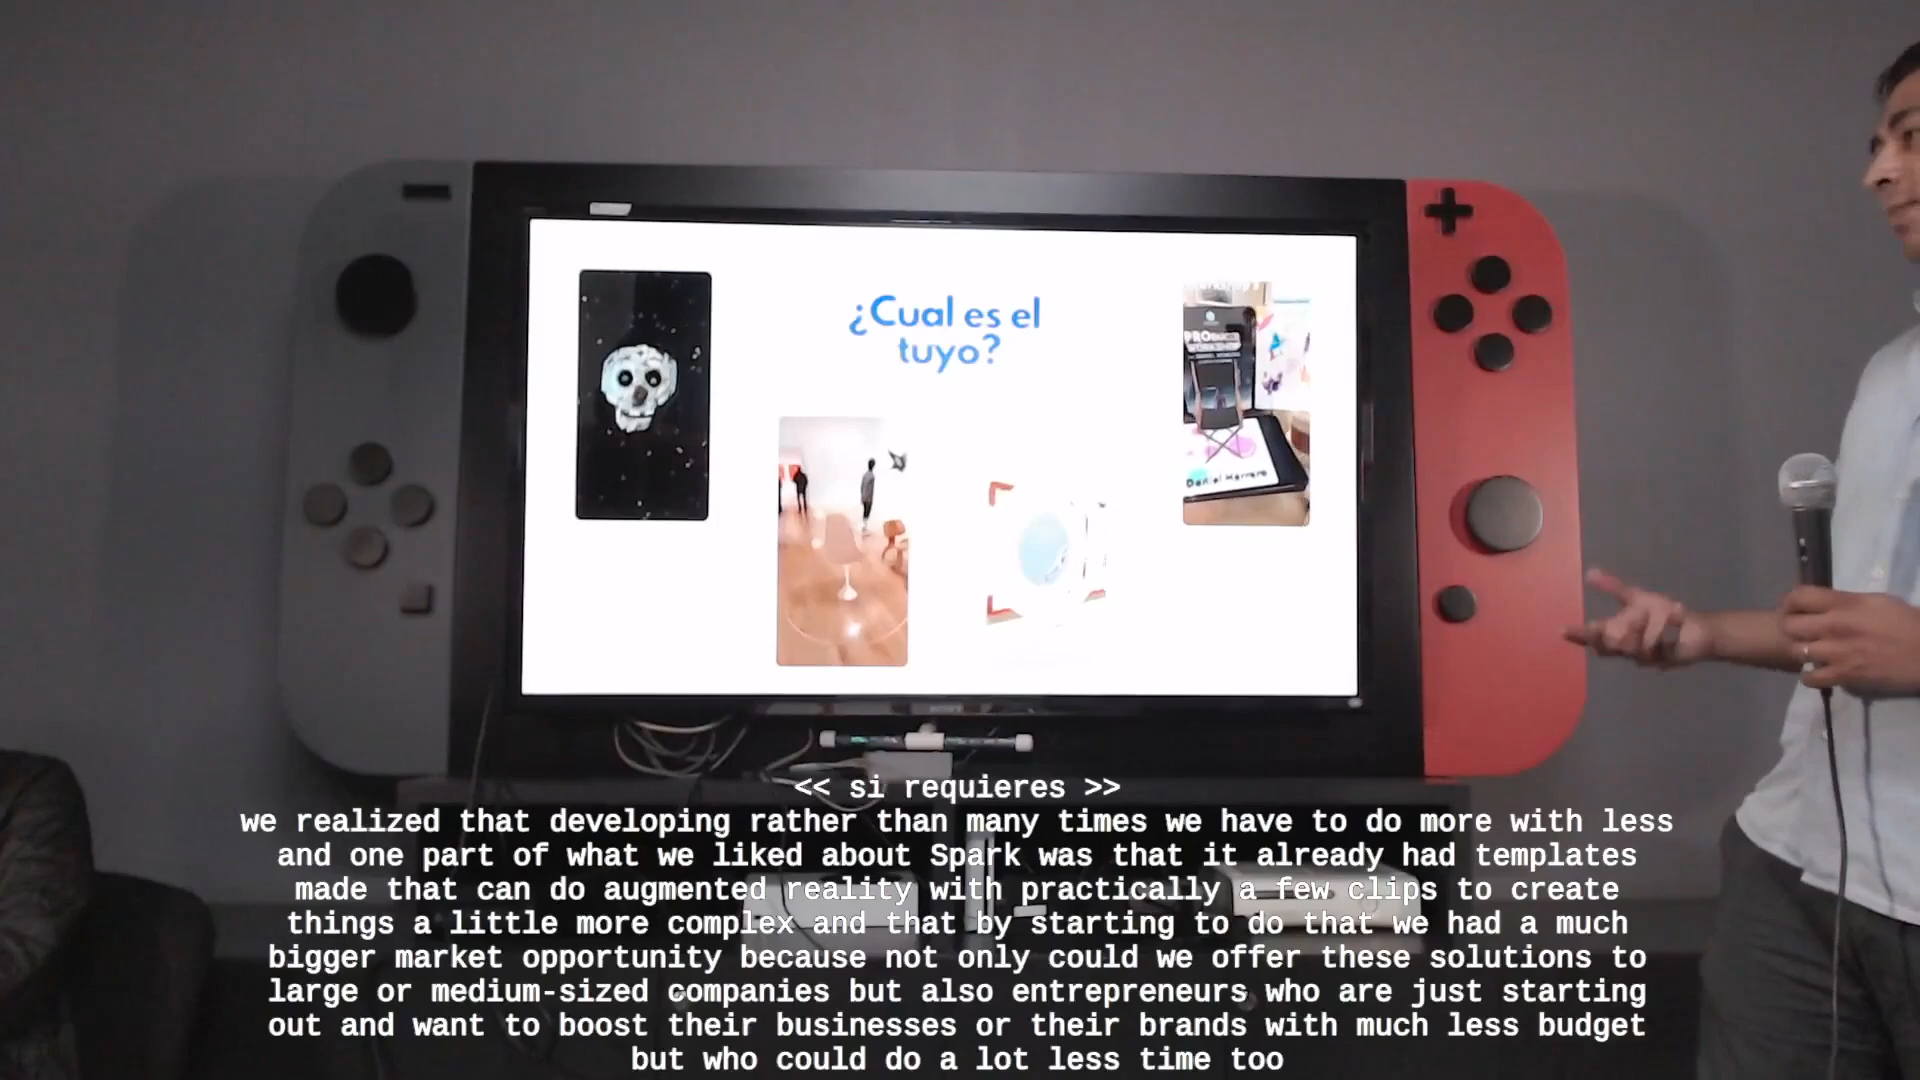 ¿Cual es el
tuyo?
WORKSHOP
Daniel Herrera
<< si requieres >>
we realized that developing rather than many times we have to do more with less
and one part of what we liked about Spark was that it already had templates
made that can do augmented reality with practically a few clips to create
things a little more complex and that by starting to do that we had a much
bigger market opportunity because not only could we offer these solutions to
large or medium-sized companies but also entrepreneurs who are just starting
out and want to boost their businesses or their brands with much less budget
but who could do a lot less time too